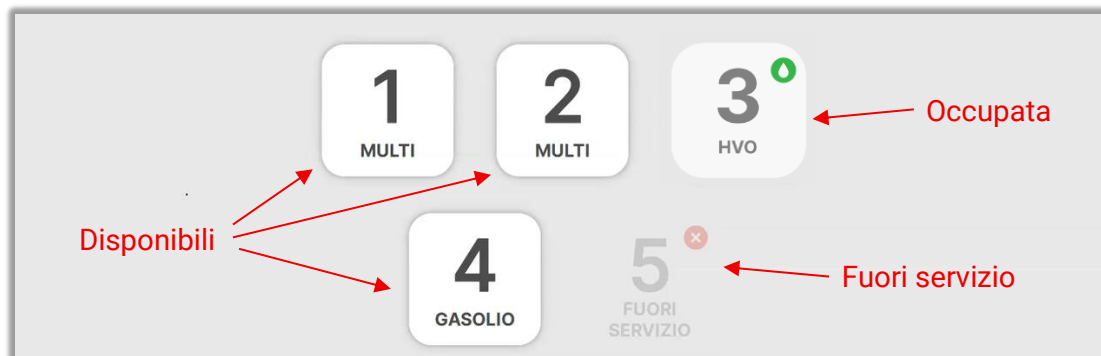 1
MULTI
2
MULTI
3
HVO
Occupata
Disponibili
4
GASOLIO
5
FUORI
SERVIZIO
Fuori servizio